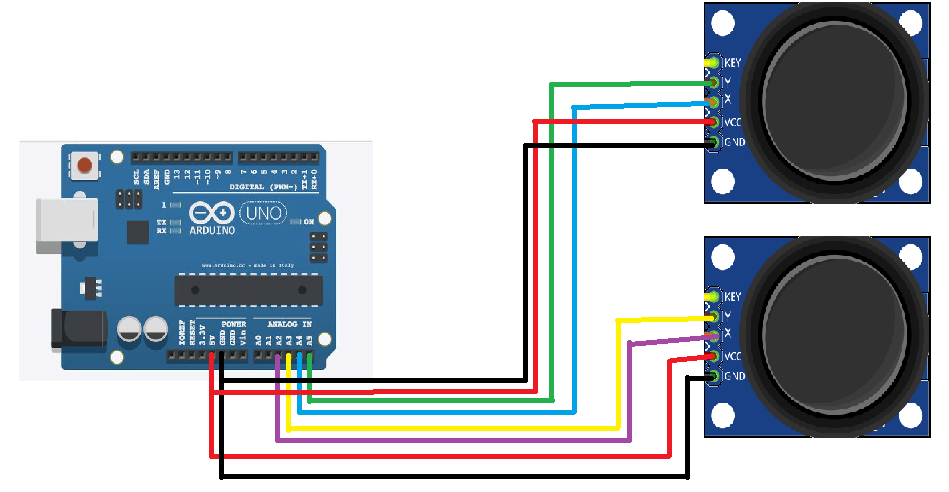 SCL
SDA
AREF
GND
13
12
~11
~10
~9
8
7
6
5
4
3
2
TX→1
RX←0
DIGITAL (PWM~)
1
TX
RX
UNO
ON
ARDUINO
www.arduino.cc - Made in Italy
IOREF
RESET
3.3V
5V
GND
GND
Vin
POWER
ANALOG IN
A0
A1
A2
A3
A4
A5
KEY
Y
X
VCC
GND
KEY
Y
X
VCC
GND